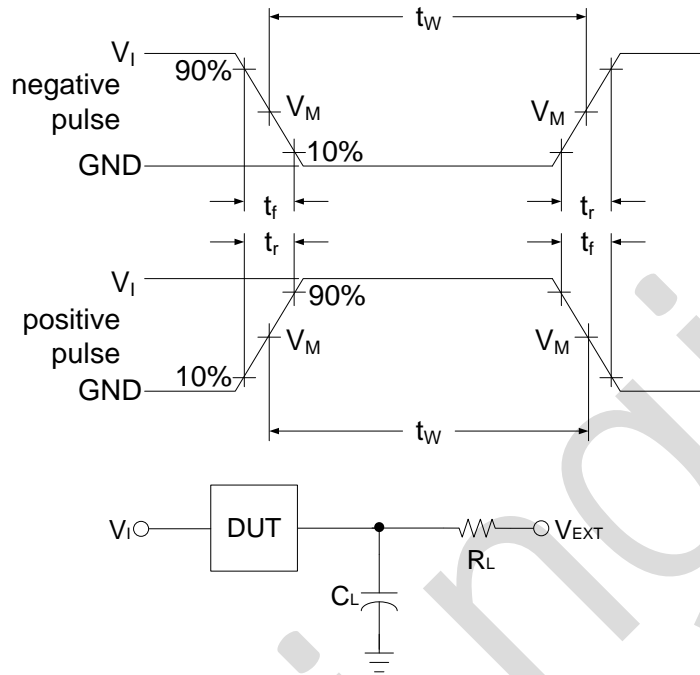 tW
VI
90%
negative
pulse
VM
VM
10%
GND
tf
tr
tr
tf
VI
90%
positive
pulse
VM
VM
10%
GND
tW
VI
DUT
VEXT
RL
CL